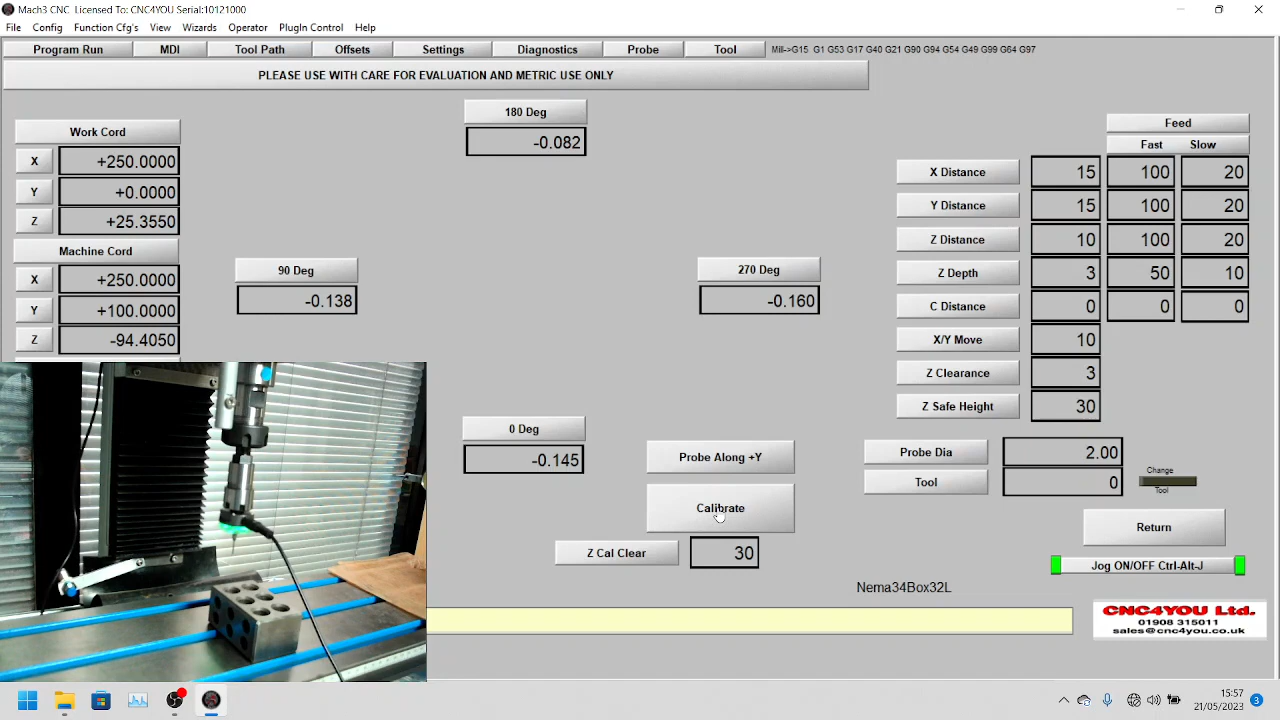 Mach3 CNC Licensed To: CNC4YOU Serial:10121000
File Config Function Cfg's View Wizards Operator PlugIn Control Help
Program Run MDI Tool Path Offsets Settings Diagnostics Probe Tool Mill->G15 G1 G53 G17 G40 G21 G90 G94 G54 G49 G99 G64 G97
PLEASE USE WITH CARE FOR EVALUATION AND METRIC USE ONLY
180 Deg
-0.082
Work Cord
X +250.0000
Y +0.0000
Z +25.3550
Machine Cord
X +250.0000
Y +100.0000
Z -94.4050
90 Deg
-0.138
270 Deg
-0.160
0 Deg
-0.145
Probe Along +Y
Calibrate
Z Cal Clear 30
Feed
Fast Slow
X Distance 15 100 20
Y Distance 15 100 20
Z Distance 10 100 20
Z Depth 3 50 10
C Distance 0 0 0
X/Y Move 10
Z Clearance 3
Z Safe Height 30
Probe Dia 2.00
Tool 0
Change
Tool
Return
Jog ON/OFF Ctrl-Alt-J
Nema34Box32L
CNC4YOU Ltd.
01908 315011
sales@cnc4you.co.uk
15:57
21/05/2023
3